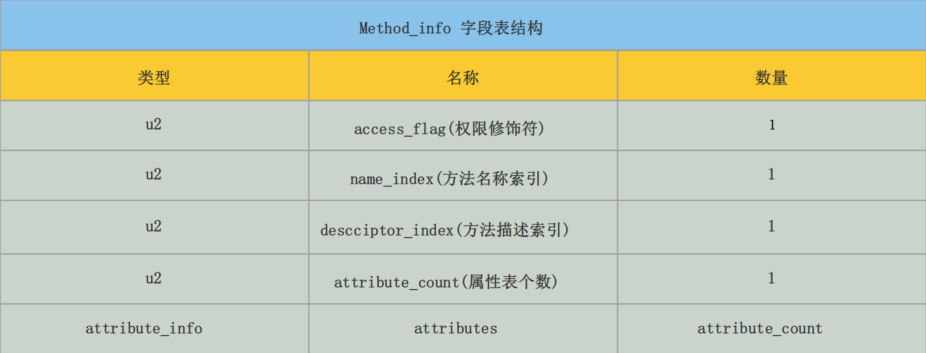 Method_info 字段表结构
类型 名称 数量
u2 access_flag(权限修饰符) 1
u2 name_index(方法名称索引) 1
u2 descciptor_index(方法描述索引) 1
u2 attribute_count(属性表个数) 1
attribute_info attributes attribute_count